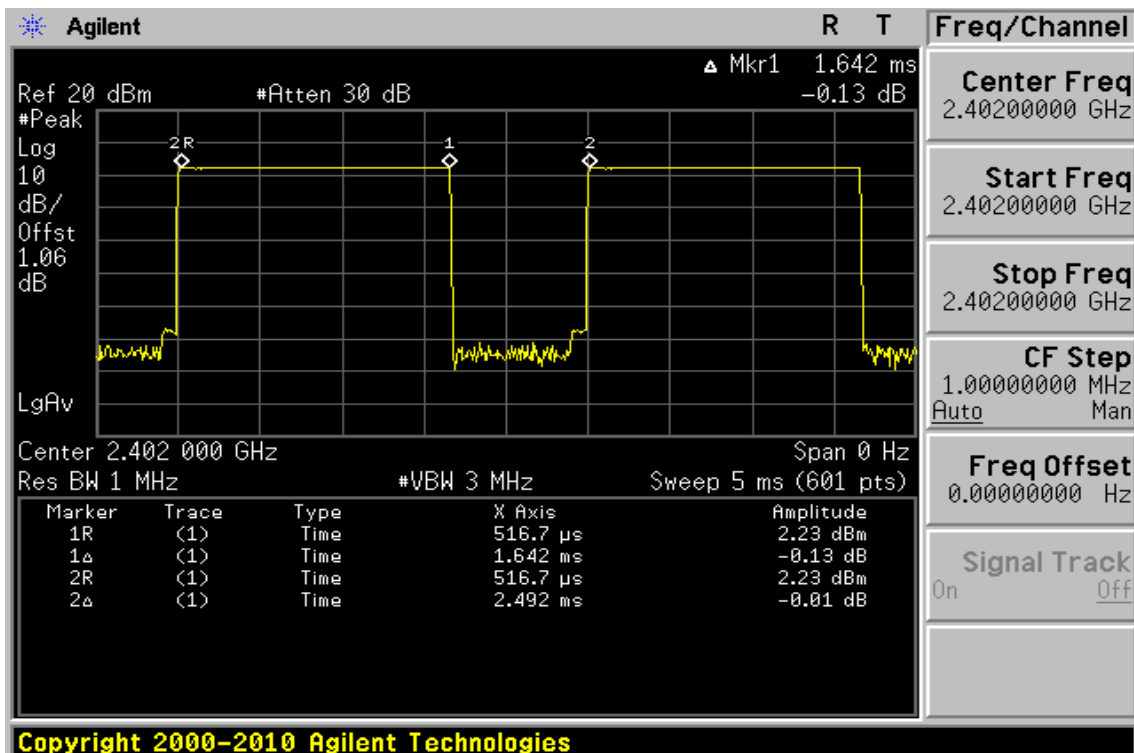 Agilent
R T
Freq/Channel
▵ Mkr1 1.642 ms
Ref 20 dBm #Atten 30 dB -0.13 dB
#Peak
Log
10
dB/
Offst
1.06
dB
LgAv
2R
1
2
Center 2.402 000 GHz Span 0 Hz
Res BW 1 MHz #VBW 3 MHz Sweep 5 ms (601 pts)
Marker Trace Type X Axis Amplitude
1R (1) Time 516.7 µs 2.23 dBm
1▵ (1) Time 1.642 ms -0.13 dB
2R (1) Time 516.7 µs 2.23 dBm
2▵ (1) Time 2.492 ms -0.01 dB
Center Freq
2.40200000 GHz
Start Freq
2.40200000 GHz
Stop Freq
2.40200000 GHz
CF Step
1.00000000 MHz
Auto Man
Freq Offset
0.00000000 Hz
Signal Track
On Off
Copyright 2000-2010 Agilent Technologies